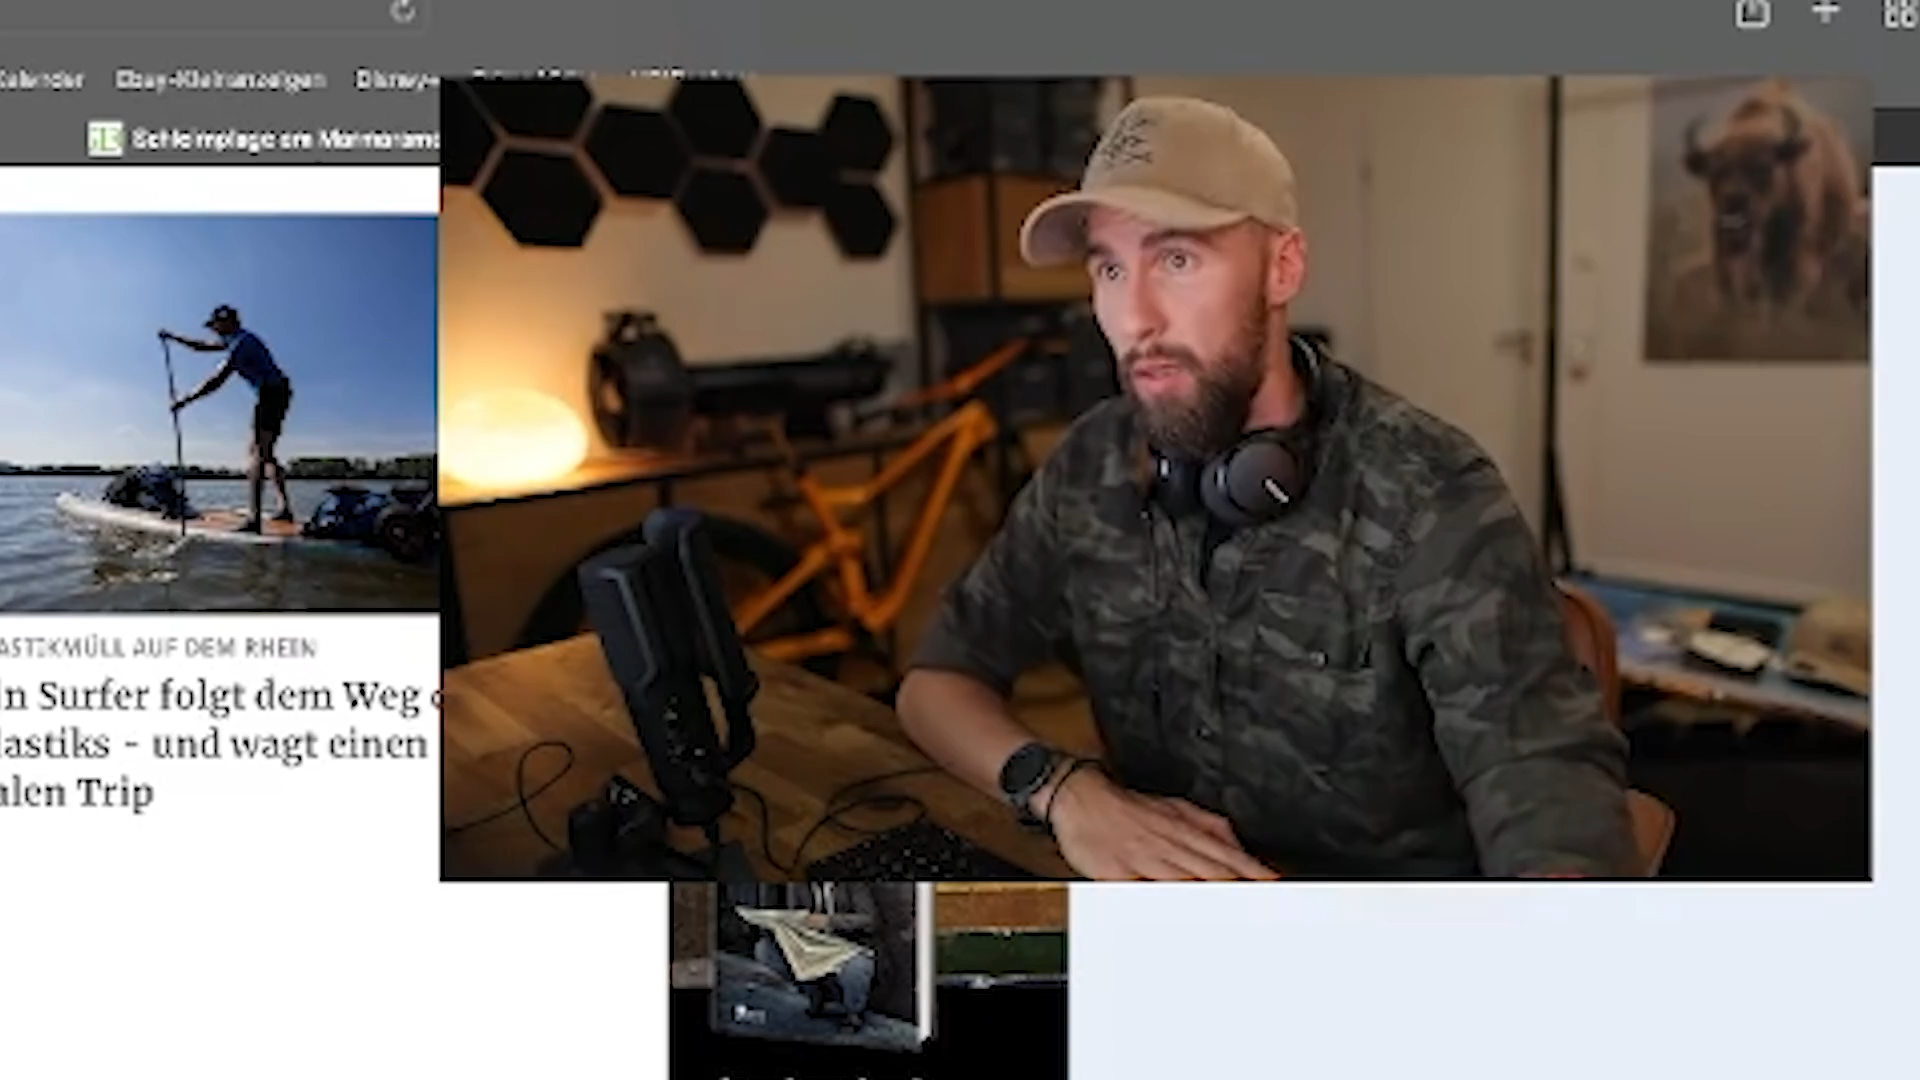 Kalender Ebay-Kleinanzeigen Disney+
Schleimplage am Marmarame
ASTIKMÜLL AUF DEM RHEIN
in Surfer folgt dem Weg
lastiks - und wagt einen
alen Trip